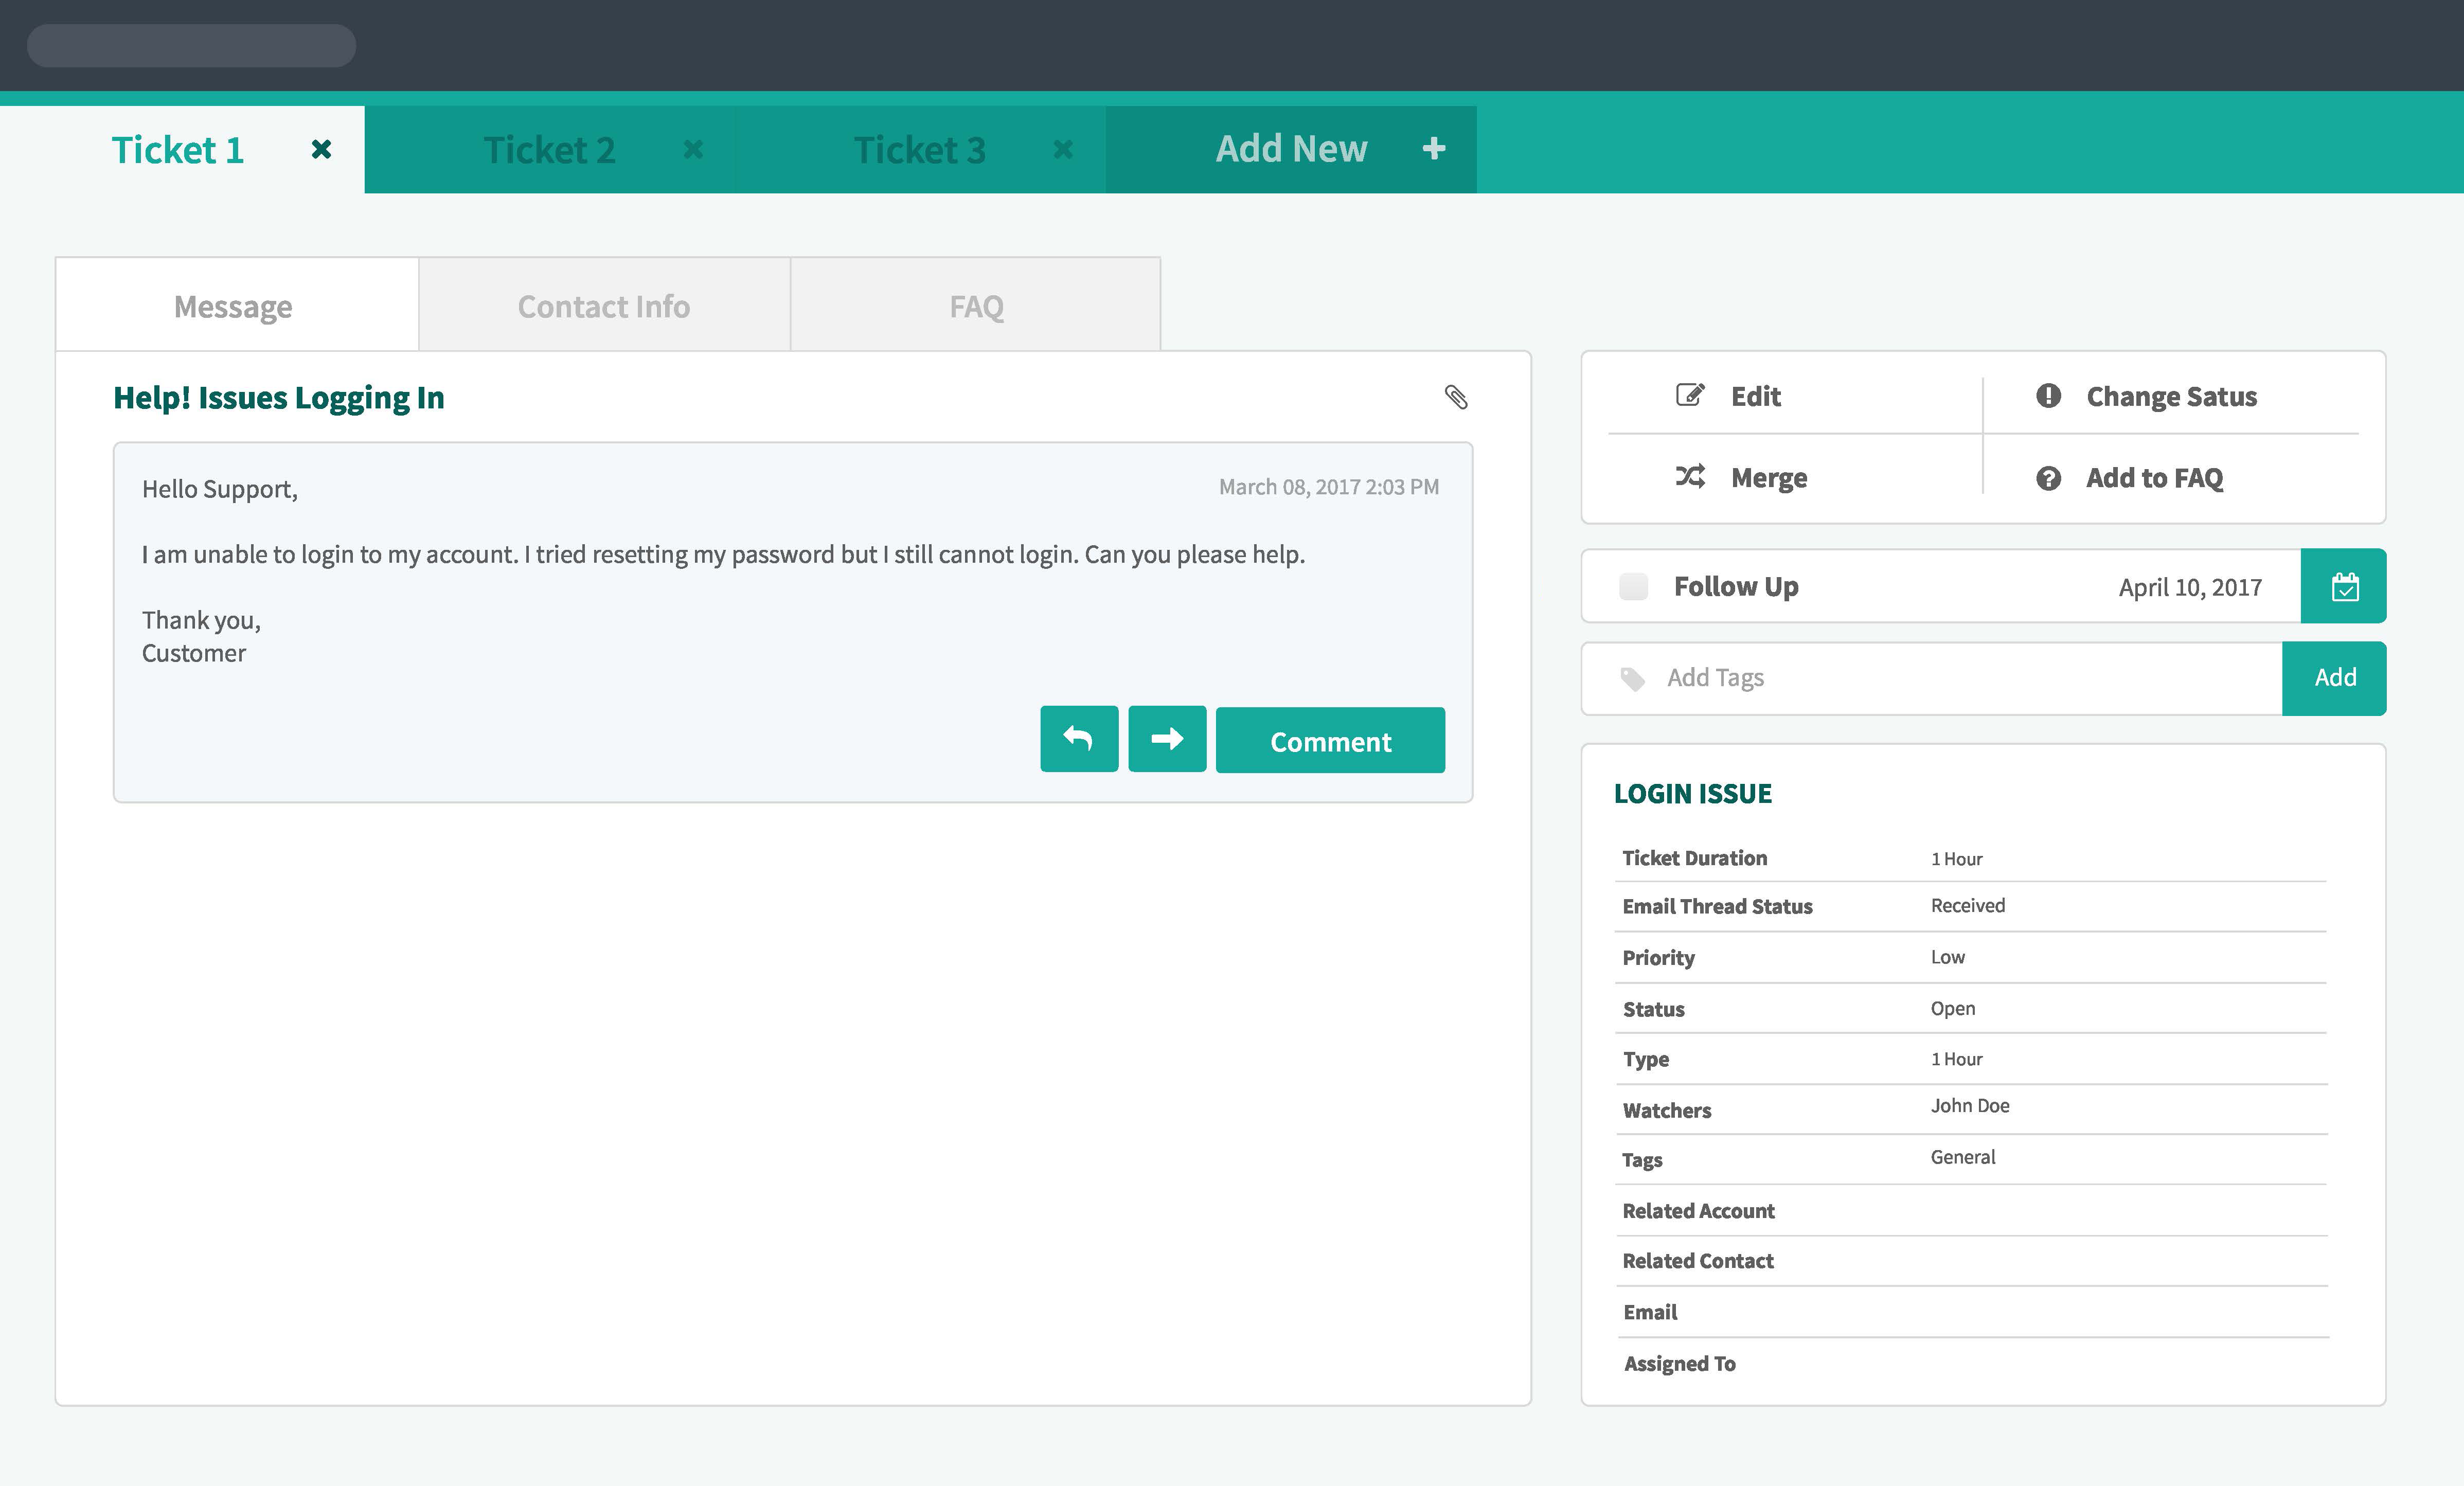 Ticket 1
Ticket 2
Ticket 3
Add New
Message
Contact Info
FAQ
Help! Issues Logging In
Hello Support,
March 08, 2017 2:03 PM
I am unable to login to my account. I tried resetting my password but I still cannot login. Can you please help.
Thank you,
Customer
Comment
Edit
Change Satus
Merge
Add to FAQ
Follow Up
April 10, 2017
Add Tags
Add
LOGIN ISSUE
Ticket Duration 1 Hour
Email Thread Status Received
Priority Low
Status Open
Type 1 Hour
Watchers John Doe
Tags General
Related Account
Related Contact
Email
Assigned To